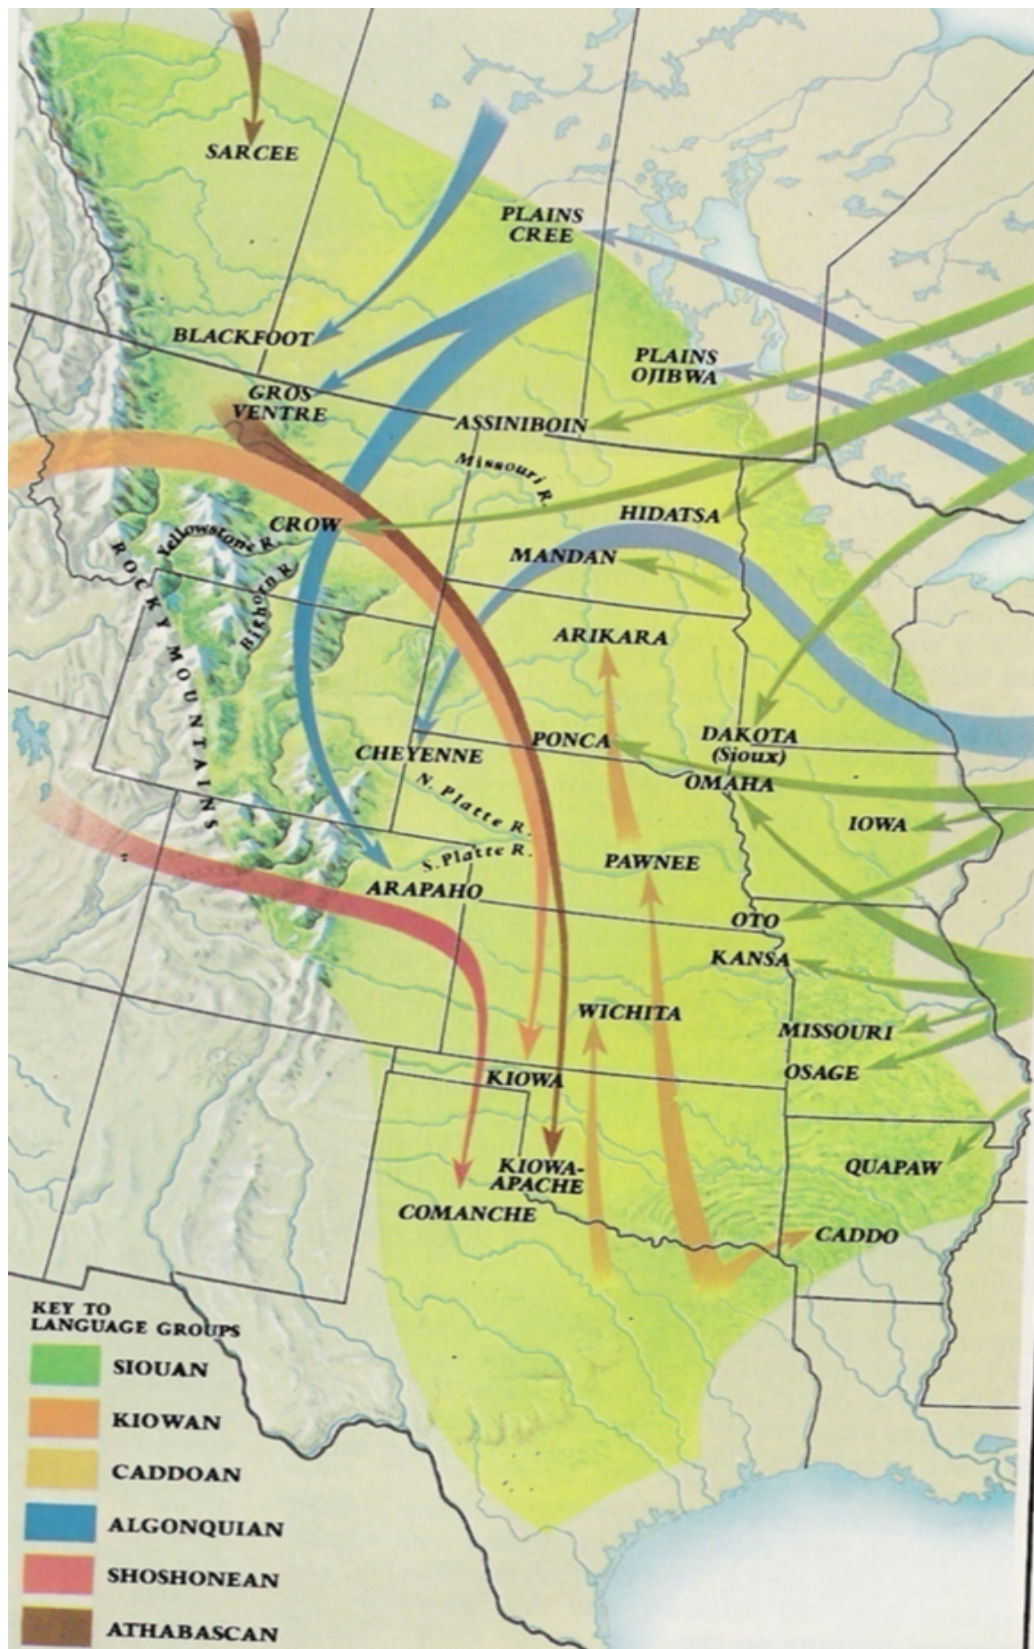 SARCEE
PLAINS
CREE
BLACKFOOT
PLAINS
OJIBWA
GROS
VENTRE
ASSINIBOIN
Missouri R.
HIDATSA
CROW
Yellowstone R.
MANDAN
Bighorn R.
ROCKY MOUNTAINS
ARIKARA
PONCA
DAKOTA
(Sioux)
CHEYENNE
OMAHA
N. Platte R.
IOWA
S. Platte R.
PAWNEE
ARAPAHO
OTO
KANSA
WICHITA
MISSOURI
OSAGE
KIOWA
QUAPAW
KIOWA-
APACHE
COMANCHE
CADDO
KEY TO
LANGUAGE GROUPS
SIOUAN
KIOWAN
CADDOAN
ALGONQUIAN
SHOSHONEAN
ATHABASCAN